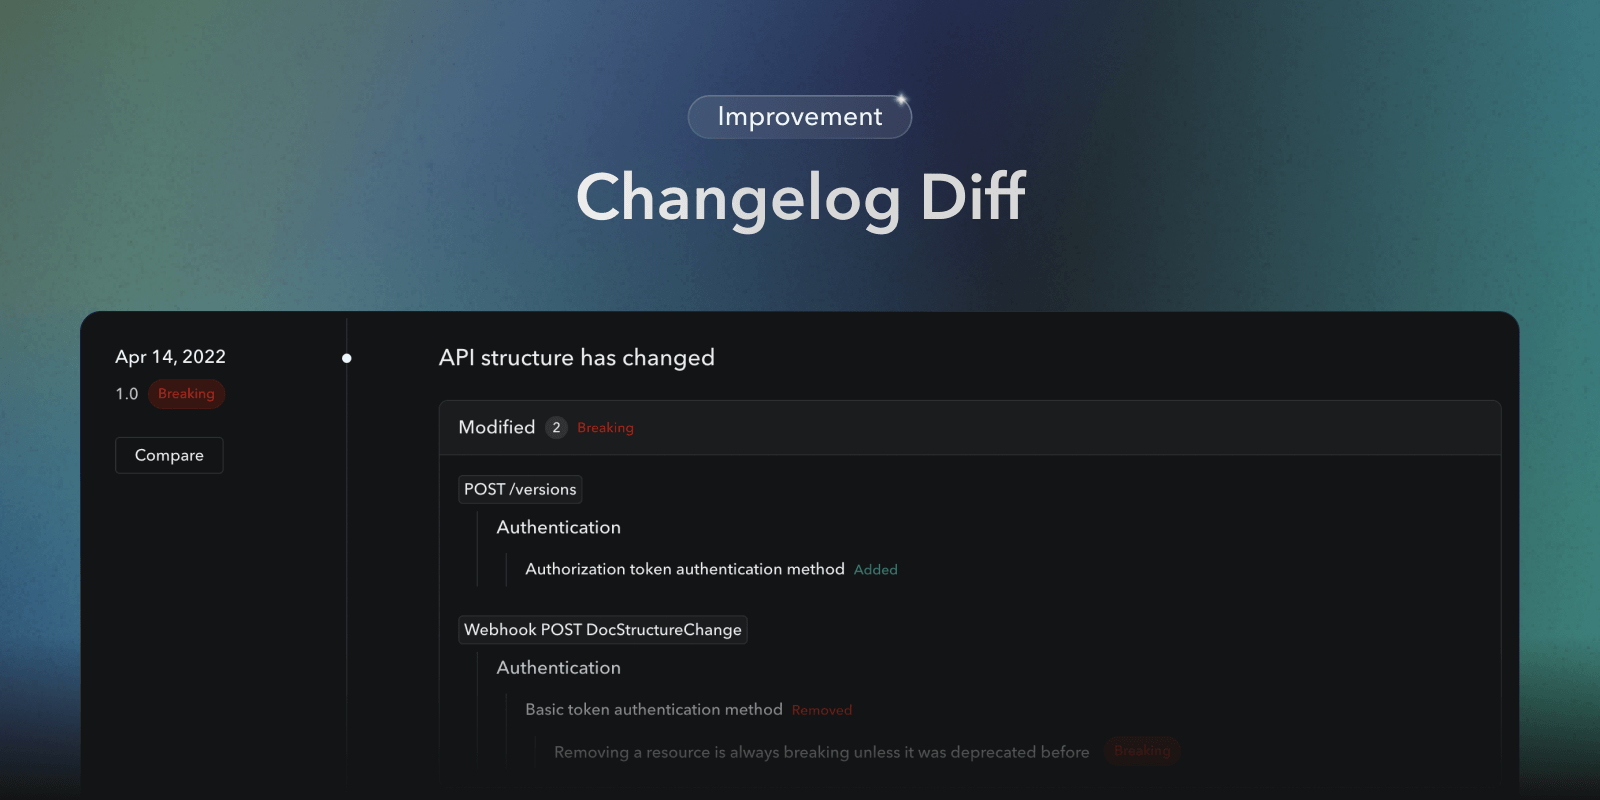 Improvement
Changelog Diff
Apr 14, 2022
API structure has changed
1.0 Breaking
Modified 2 Breaking
Compare
POST /versions
Authentication
Authorization token authentication method Added
Webhook POST DocStructureChange
Authentication
Basic token authentication method Removed
Removing a resource is always breaking unless it was deprecated before Breaking